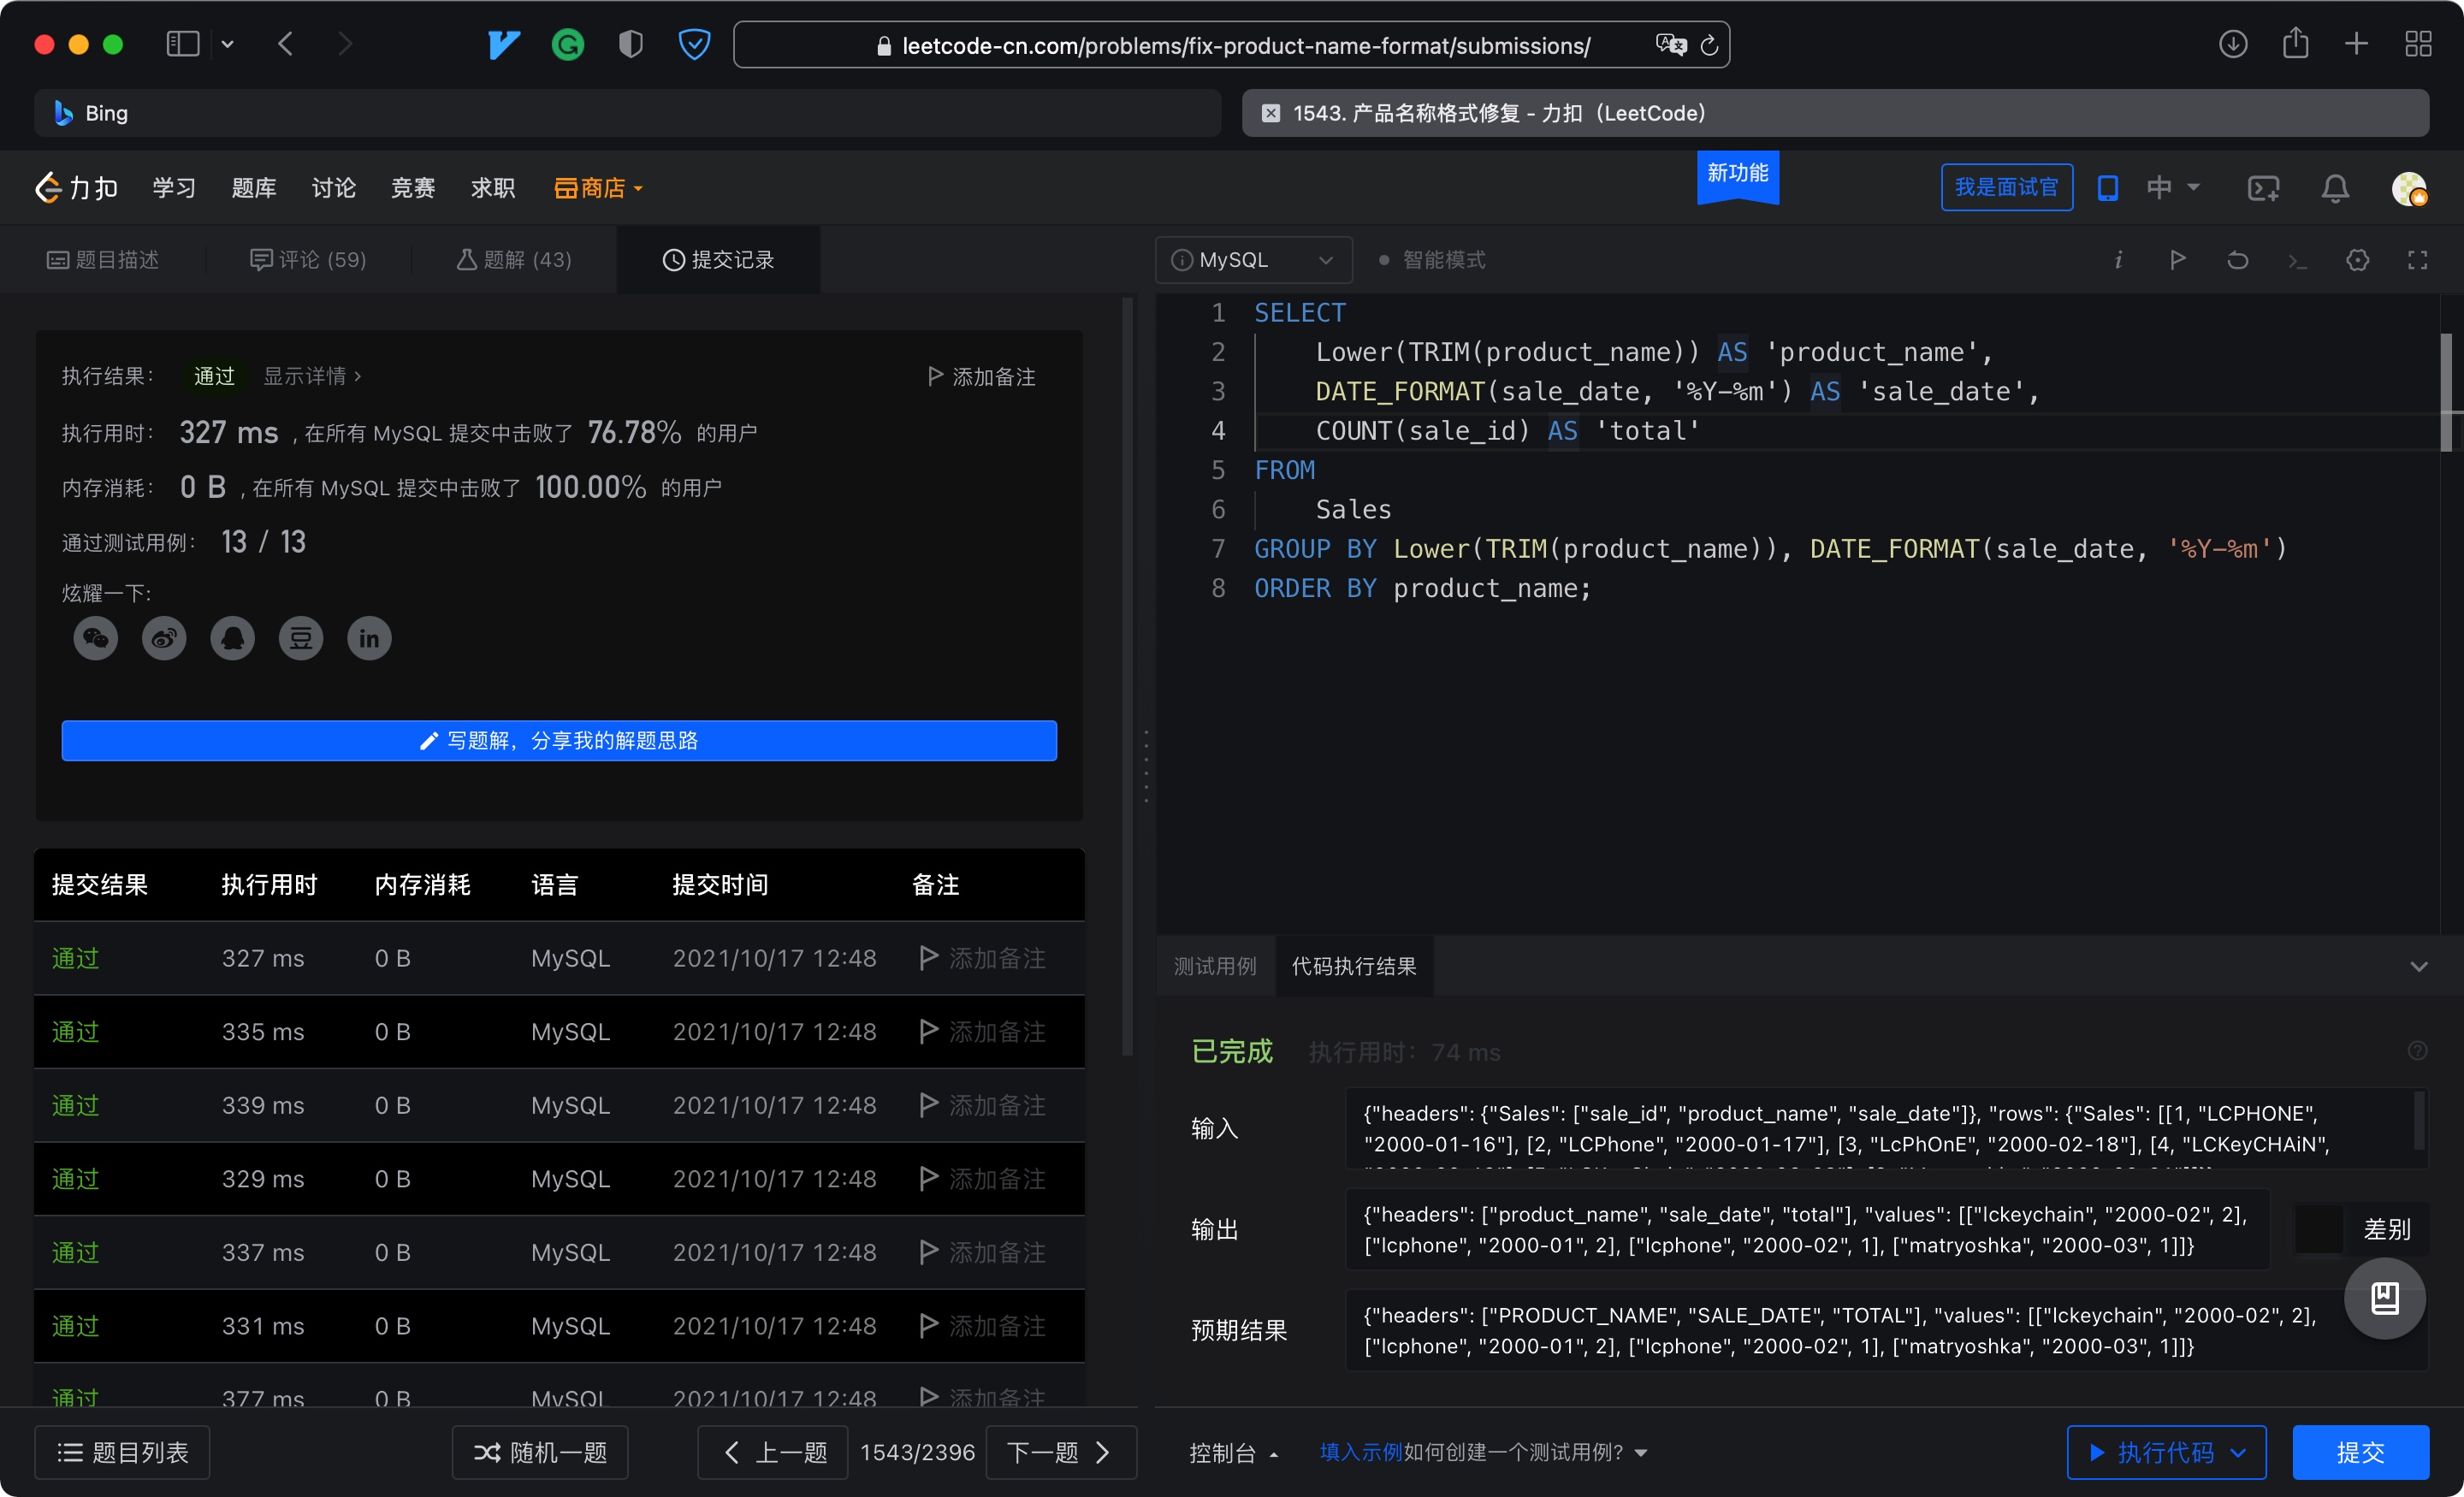 leetcode-cn.com/problems/fix-product-name-format/submissions/
Bing
1543. 产品名称格式修复 - 力扣（LeetCode）
力扣 学习 题库 讨论 竞赛 求职 商店 新功能 我是面试官 中
题目描述 评论 (59) 题解 (43) 提交记录
执行结果： 通过 显示详情 > 添加备注
执行用时： 327 ms , 在所有 MySQL 提交中击败了 76.78% 的用户
内存消耗： 0 B , 在所有 MySQL 提交中击败了 100.00% 的用户
通过测试用例： 13 / 13
炫耀一下:
豆 in
写题解，分享我的解题思路
提交结果 执行用时 内存消耗 语言 提交时间 备注
通过 327 ms 0 B MySQL 2021/10/17 12:48 添加备注
通过 335 ms 0 B MySQL 2021/10/17 12:48 添加备注
通过 339 ms 0 B MySQL 2021/10/17 12:48 添加备注
通过 329 ms 0 B MySQL 2021/10/17 12:48 添加备注
通过 337 ms 0 B MySQL 2021/10/17 12:48 添加备注
通过 331 ms 0 B MySQL 2021/10/17 12:48 添加备注
通过 377 ms 0 B MySQL 2021/10/17 12:48 添加备注
题目列表 随机一题 上一题 1543/2396 下一题
MySQL 智能模式
1 SELECT
2 Lower(TRIM(product_name)) AS 'product_name',
3 DATE_FORMAT(sale_date, '%Y-%m') AS 'sale_date',
4 COUNT(sale_id) AS 'total'
5 FROM
6 Sales
7 GROUP BY Lower(TRIM(product_name)), DATE_FORMAT(sale_date, '%Y-%m')
8 ORDER BY product_name;
测试用例 代码执行结果
已完成 执行用时：74 ms
输入
{"headers": {"Sales": ["sale_id", "product_name", "sale_date"]}, "rows": {"Sales": [[1, "LCPHONE",
"2000-01-16"], [2, "LCPhone", "2000-01-17"], [3, "LcPhOnE", "2000-02-18"], [4, "LCKeyCHAiN",
输出
{"headers": ["product_name", "sale_date", "total"], "values": [["lckeychain", "2000-02", 2],
["lcphone", "2000-01", 2], ["lcphone", "2000-02", 1], ["matryoshka", "2000-03", 1]]}
差别
预期结果
{"headers": ["PRODUCT_NAME", "SALE_DATE", "TOTAL"], "values": [["lckeychain", "2000-02", 2],
["lcphone", "2000-01", 2], ["lcphone", "2000-02", 1], ["matryoshka", "2000-03", 1]]}
控制台 填入示例如何创建一个测试用例? 执行代码 提交